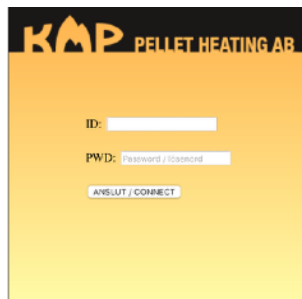 KMP PELLET HEATING AB
ID:
PWD: Password / lösenord
ANSLUT / CONNECT